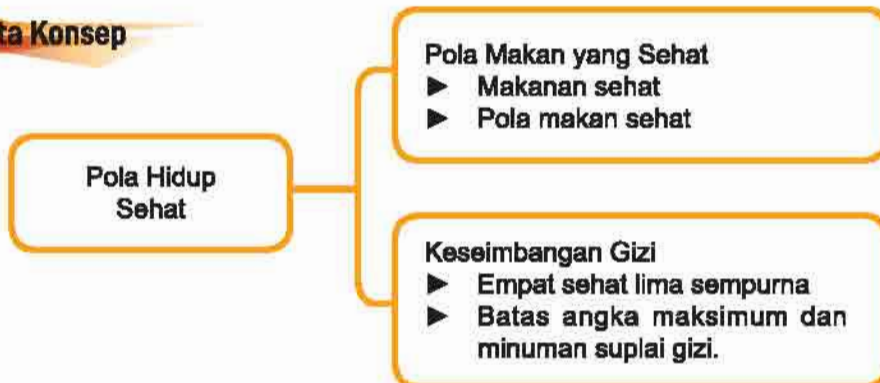 ta Konsep
Pola Makan yang Sehat
► Makanan sehat
► Pola makan sehat
Pola Hidup
Sehat
Keseimbangan Gizi
► Empat sehat lima sempurna
► Batas angka maksimum dan
minuman suplai gizi.